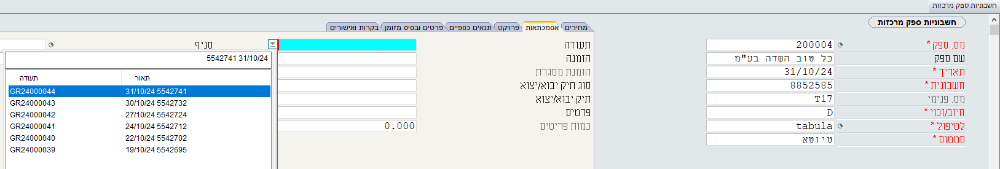 חשבוניות ספק מרכזות
חשבוניות ספק מרכזות
מס. ספק * 200004
שם ספק כל טוב השדה בע"מ
תאריך * 31/10/24
חשבונית * 8852585
מס. פנימי T17
חיוב/זכוי * D
לטיפול * tabula
סטטוס * טיוטא
מחירים אסמכתאות פרויקט תנאים כספיים פרטים ובסיס מזומן בקרות ואישורים
תעודה
הזמנה
הזמנת מסגרת
סוג תיק יבוא/יצוא
תיק יבוא/יצוא
פרטים
כמות פריטים 0.000
סניף
5542741 31/10/24
תאור תעודה
31/10/24 5542741 GR24000044
30/10/24 5542732 GR24000043
27/10/24 5542724 GR24000042
24/10/24 5542712 GR24000041
22/10/24 5542702 GR24000040
19/10/24 5542695 GR24000039